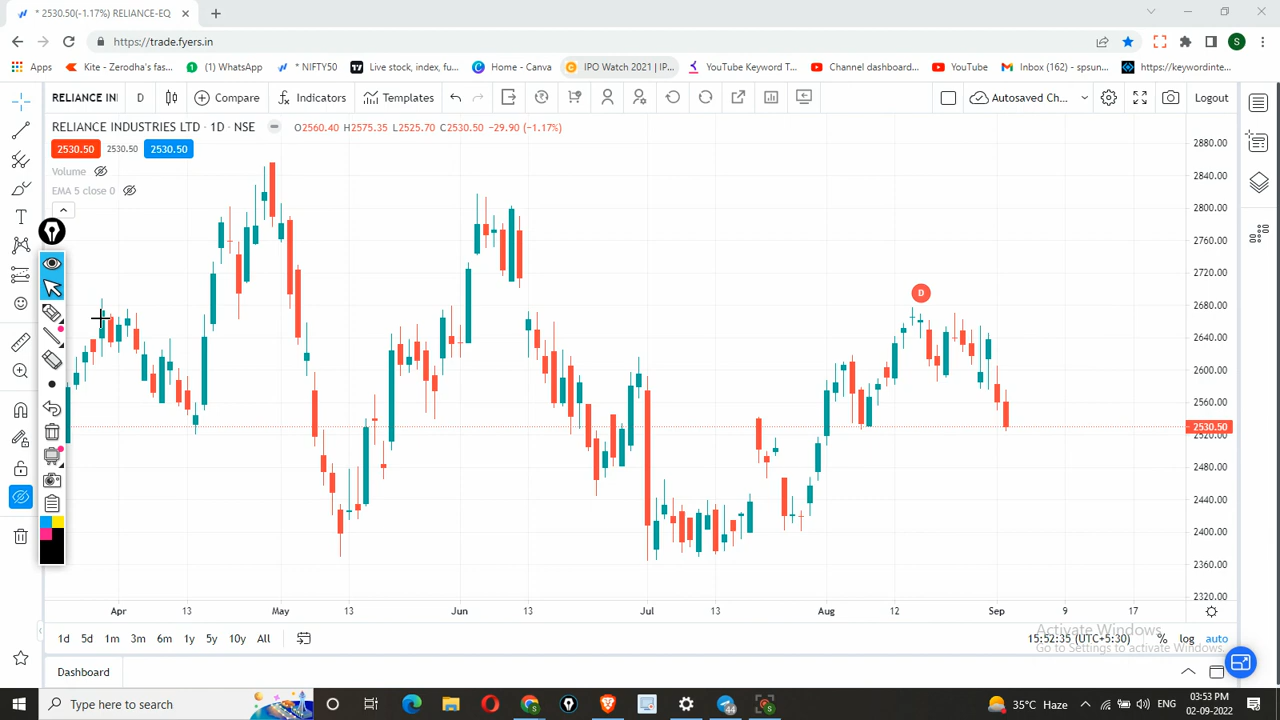 * 2530.50(-1.17%) RELIANCE-EQ
https://trade.fyers.in
S
Apps
Kite - Zerodha's fas...
(1) WhatsApp
* NIFTY50
Live stock, index, fu...
Home - Canva
IPO Watch 2021 | IP...
YouTube Keyword T...
Channel dashboard...
YouTube
Inbox (162) - spsun...
https://keywordinte...
RELIANCE IN
D
Compare
Indicators
Templates
Autosaved Ch...
Logout
RELIANCE INDUSTRIES LTD · 1D · NSE
O2560.40 H2575.35 L2525.70 C2530.50 −29.90 (−1.17%)
2530.50
2530.50
2530.50
Volume
EMA 5 close 0
2880.00
2840.00
2800.00
2760.00
2720.00
2680.00
2640.00
2600.00
2560.00
2530.50
2520.00
2480.00
2440.00
2400.00
2360.00
2320.00
D
Apr
13
May
13
Jun
13
Jul
13
Aug
12
Sep
9
17
1d
5d
1m
3m
6m
1y
5y
10y
All
15:52:35 (UTC+5:30)
%
log
auto
Activate Windows
Go to Settings to activate Windows.
Dashboard
Type here to search
35°C Haze
ENG
03:53 PM
02-09-2022